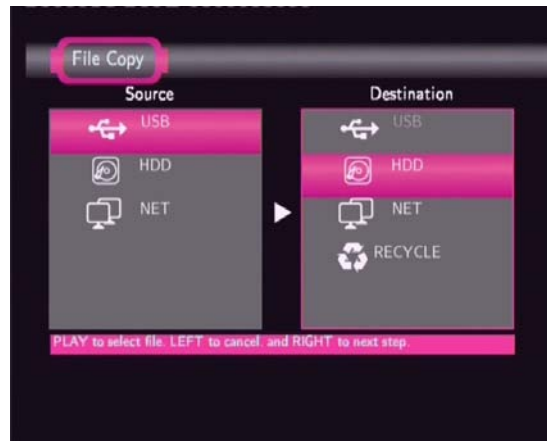 File Copy
Source
Destination
USB
HDD
NET
USB
HDD
NET
RECYCLE
PLAY to select file. LEFT to cancel. and RIGHT to next step.